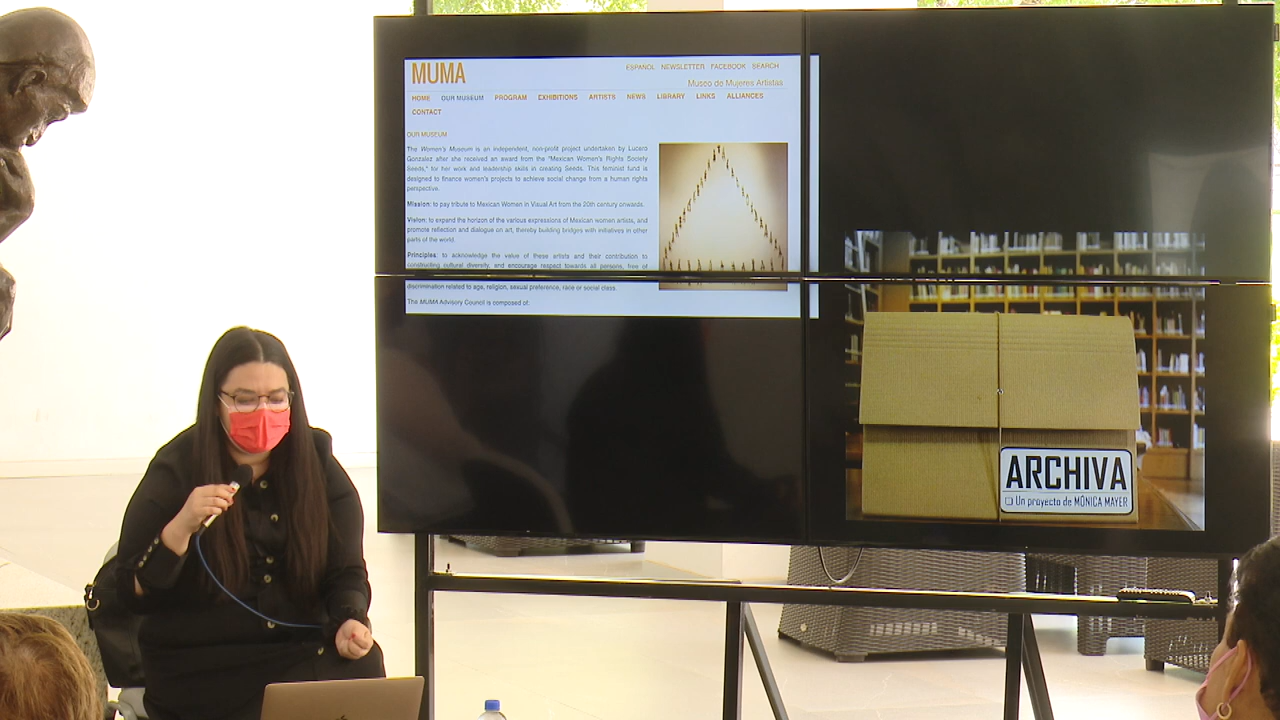 MUMA
ESPAÑOL NEWSLETTER FACEBOOK SEARCH
Museo de Mujeres Artistas
HOME OUR MUSEUM PROGRAM EXHIBITIONS ARTISTS NEWS LIBRARY LINKS ALLIANCES
CONTACT
OUR MUSEUM
The Women's Museum is an independent, non-profit project undertaken by Lucero
Gonzalez after she received an award from the "Mexican Women's Rights Society
Seeds," for her work and leadership skills in creating Seeds. This feminist fund is
designed to finance women's projects to achieve social change from a human rights
perspective.
Mission: to pay tribute to Mexican Women in Visual Art from the 20th century onwards.
Vision: to expand the horizon of the various expressions of Mexican women artists, and
promote reflection and dialogue on art, thereby building bridges with initiatives in other
parts of the world.
Principles: to acknowledge the value of these artists and their contribution to
constructing cultural diversity, and encourage respect towards all persons, free of
discrimination related to age, religion, sexual preference, race or social class.
The MUMA Advisory Council is composed of:
ARCHIVA
Un proyecto de MÓNICA MAYER